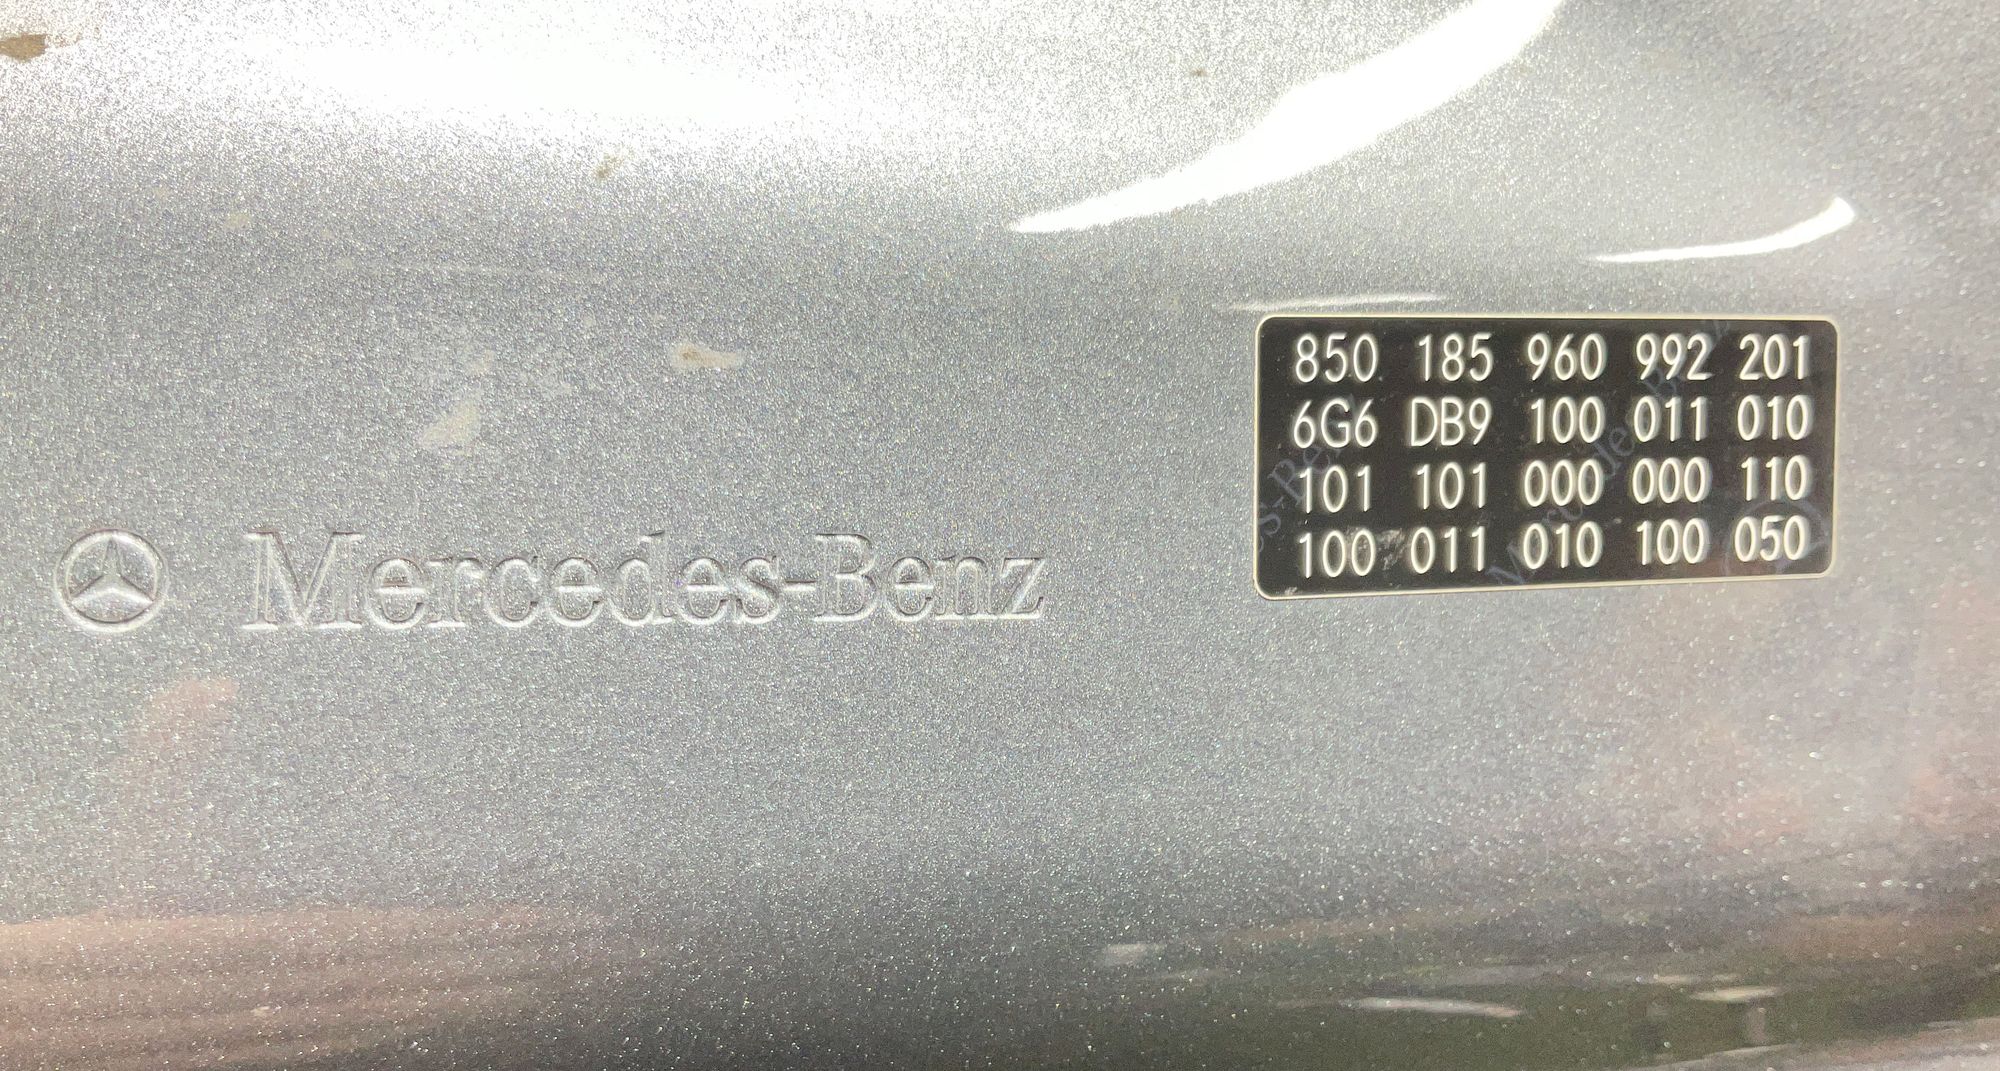 Mercedes-Benz
850 185 960 992 201
6G6 DB9 100 011 010
101 101 000 000 110
100 011 010 100 050